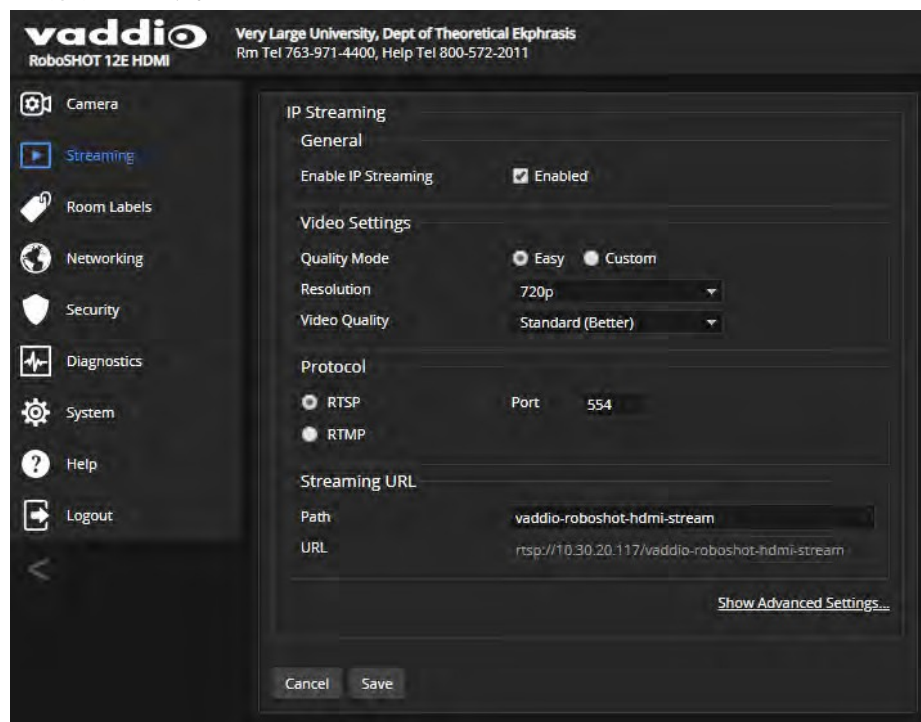 vaddio
RoboSHOT 12E HDMI
Very Large University, Dept of Theoretical Ekphrasis
Rm Tel 763-971-4400, Help Tel 800-572-2011
Camera
Streaming
Room Labels
Networking
Security
Diagnostics
System
Help
Logout
IP Streaming
General
Enable IP Streaming Enabled
Video Settings
Quality Mode Easy Custom
Resolution 720p
Video Quality Standard (Better)
Protocol
RTSP Port 554
RTMP
Streaming URL
Path vaddio-roboshot-hdmi-stream
URL rtsp://10.30.20.117/vaddio-roboshot-hdmi-stream
Show Advanced Settings...
Cancel Save